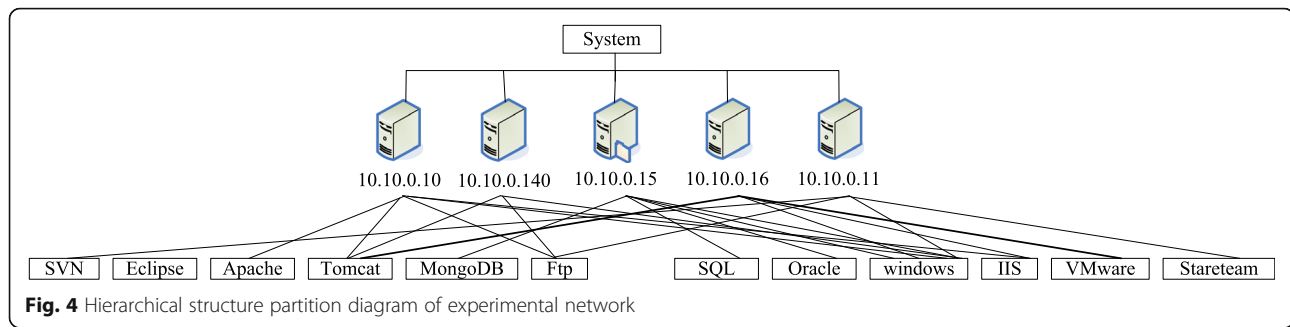 System
10.10.0.10 10.10.0.140 10.10.0.15 10.10.0.16 10.10.0.11
SVN Eclipse Apache Tomcat MongoDB Ftp SQL Oracle windows IIS VMware Stareteam
Fig. 4 Hierarchical structure partition diagram of experimental network